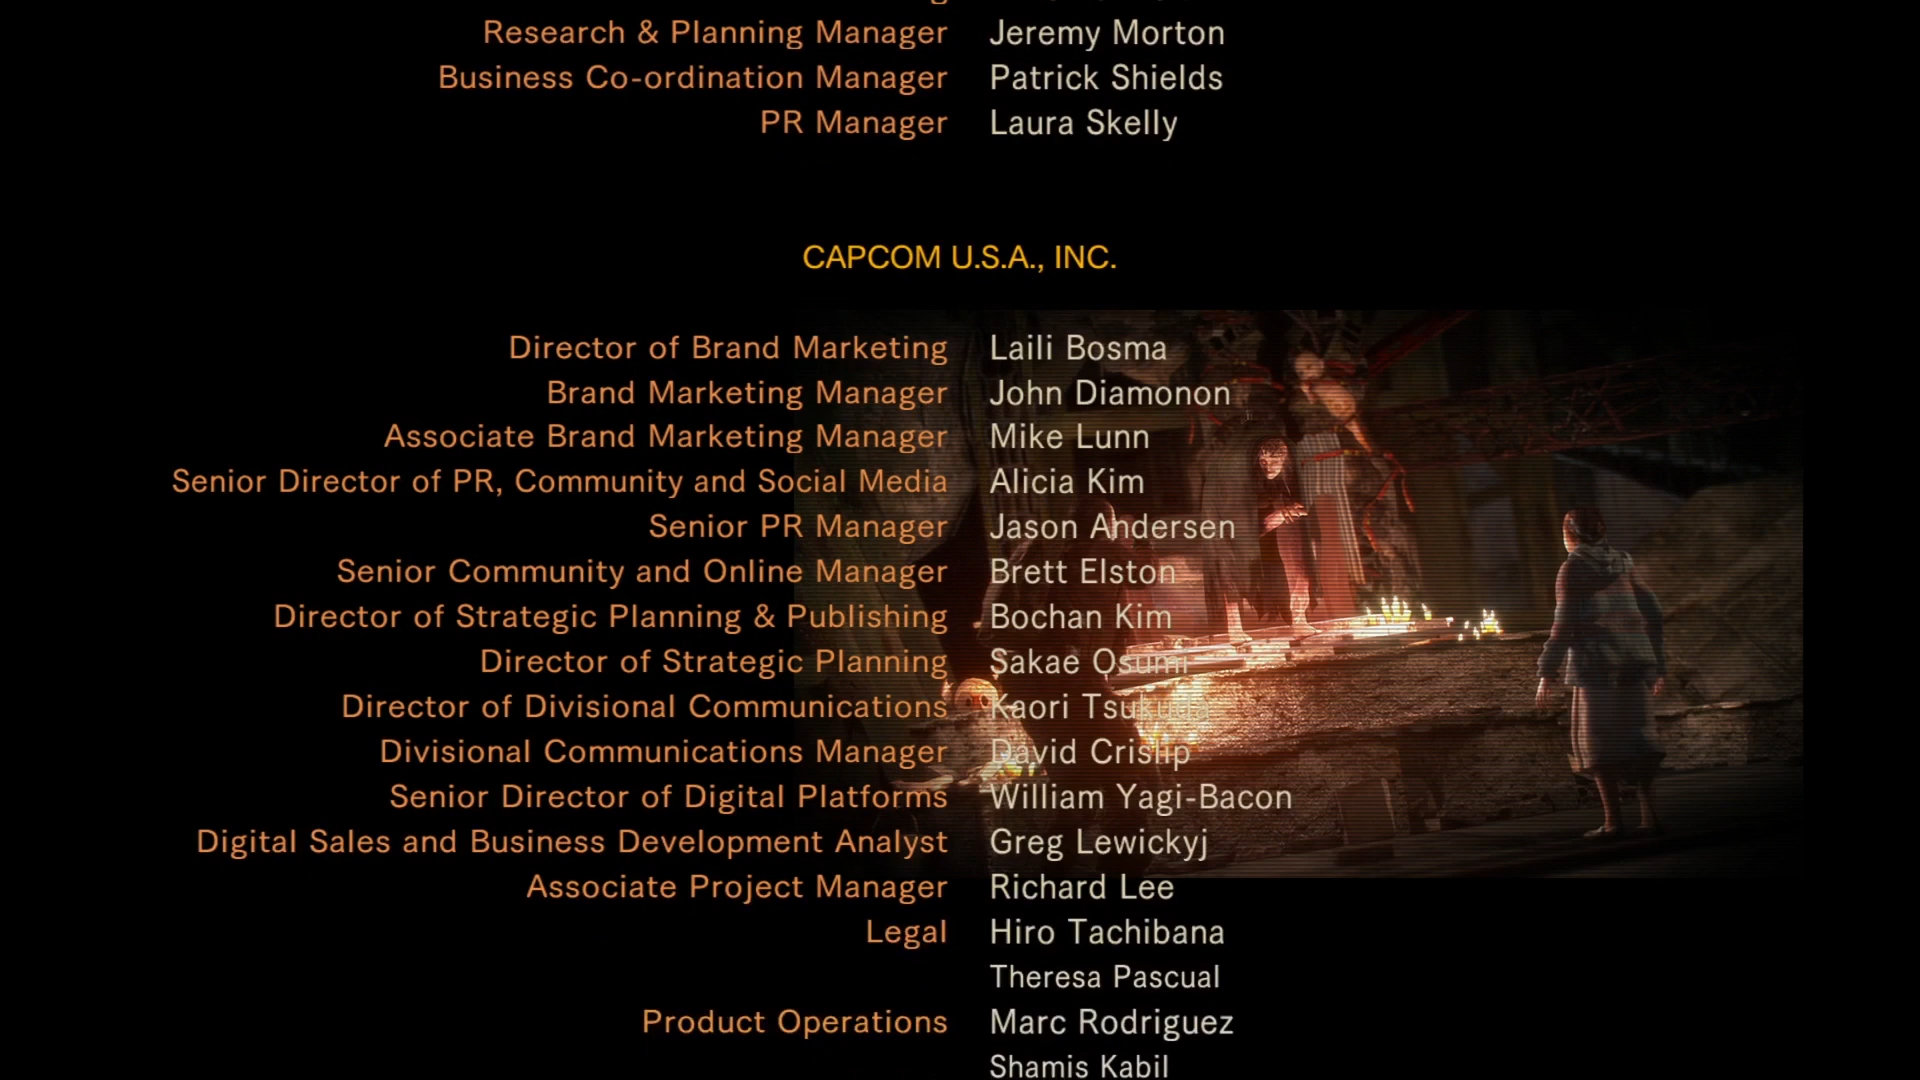 Research & Planning Manager Jeremy Morton
Business Co-ordination Manager Patrick Shields
PR Manager Laura Skelly
CAPCOM U.S.A., INC.
Director of Brand Marketing Laili Bosma
Brand Marketing Manager John Diamonon
Associate Brand Marketing Manager Mike Lunn
Senior Director of PR, Community and Social Media Alicia Kim
Senior PR Manager Jason Andersen
Senior Community and Online Manager Brett Elston
Director of Strategic Planning & Publishing Bochan Kim
Director of Strategic Planning Sakae Osumi
Director of Divisional Communications Kaori Tsukuda
Divisional Communications Manager David Crislip
Senior Director of Digital Platforms William Yagi-Bacon
Digital Sales and Business Development Analyst Greg Lewickyj
Associate Project Manager Richard Lee
Legal Hiro Tachibana
Theresa Pascual
Product Operations Marc Rodriguez
Shamis Kabil